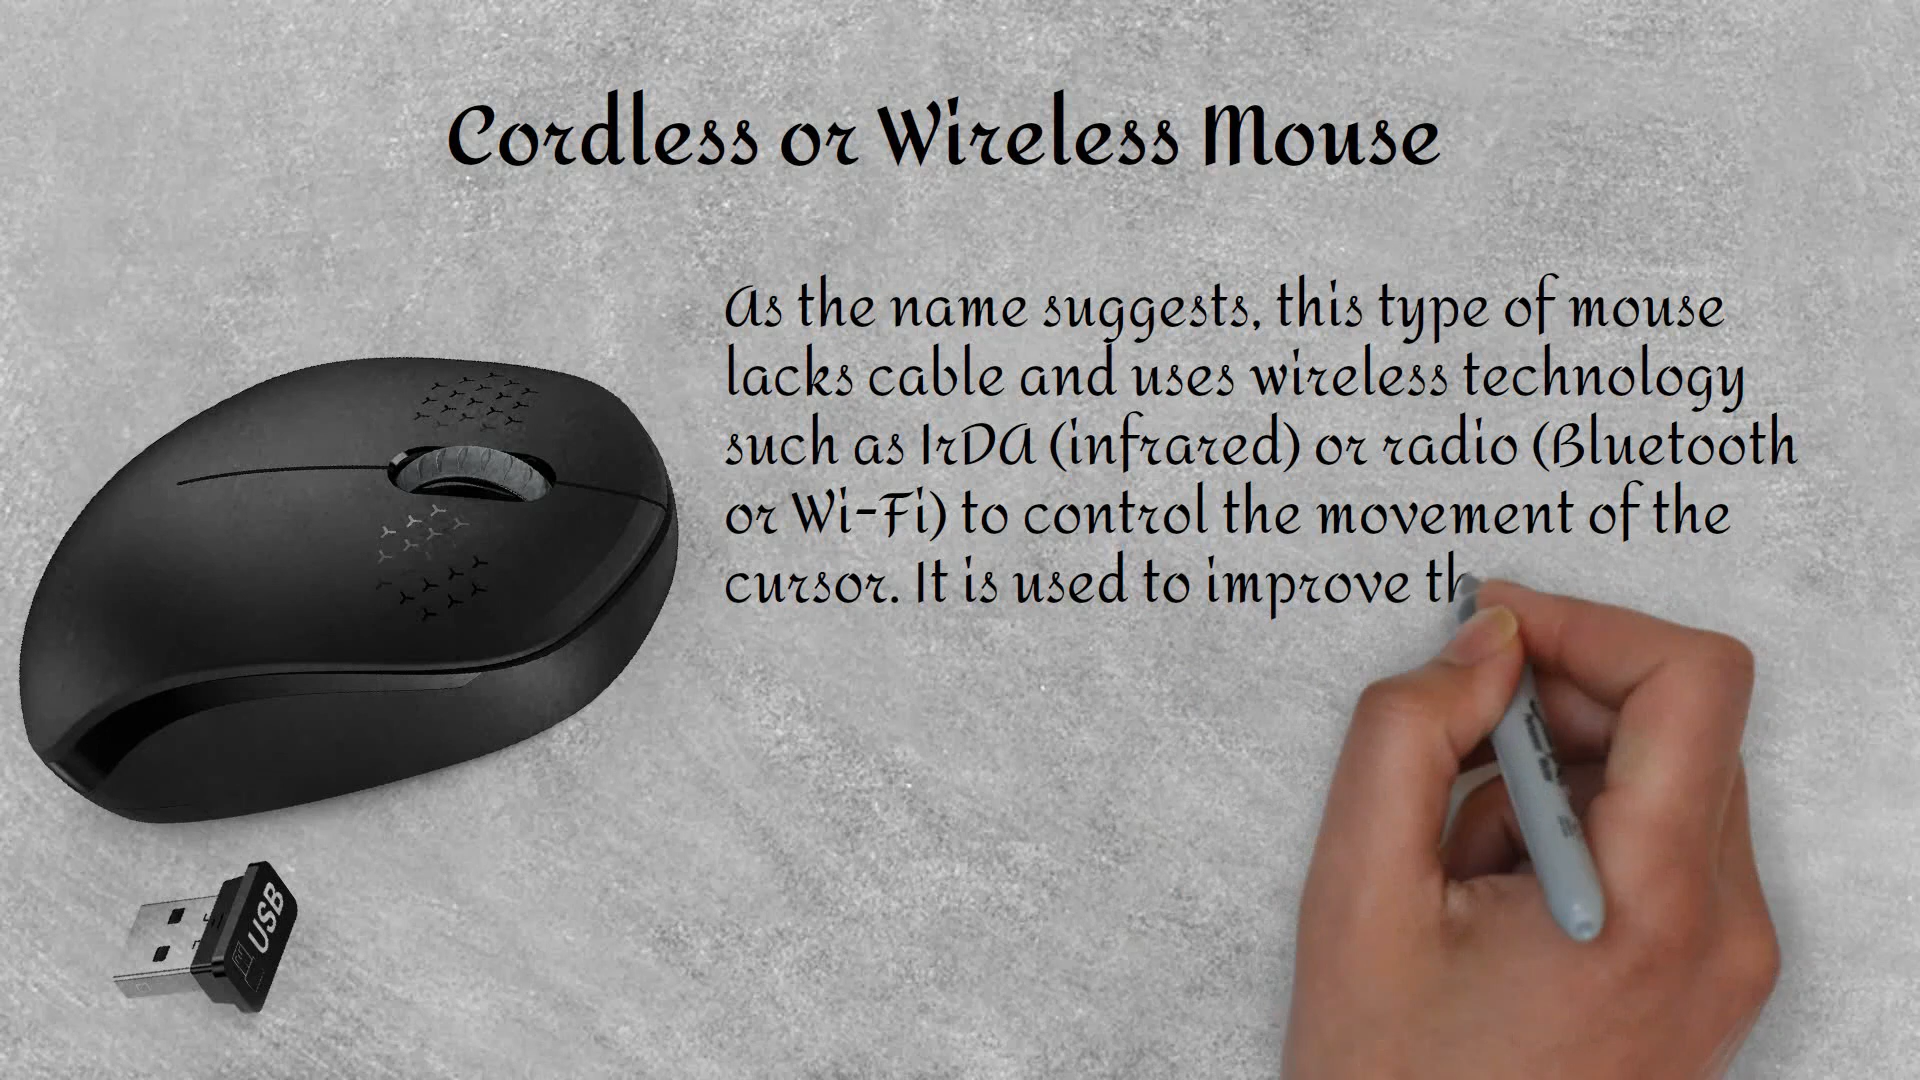 Cordless or Wireless Mouse
As the name suggests, this type of mouse
lacks cable and uses wireless technology
such as IrDA (infrared) or radio (Bluetooth
or Wi-Fi) to control the movement of the
cursor. It is used to improve th
USB